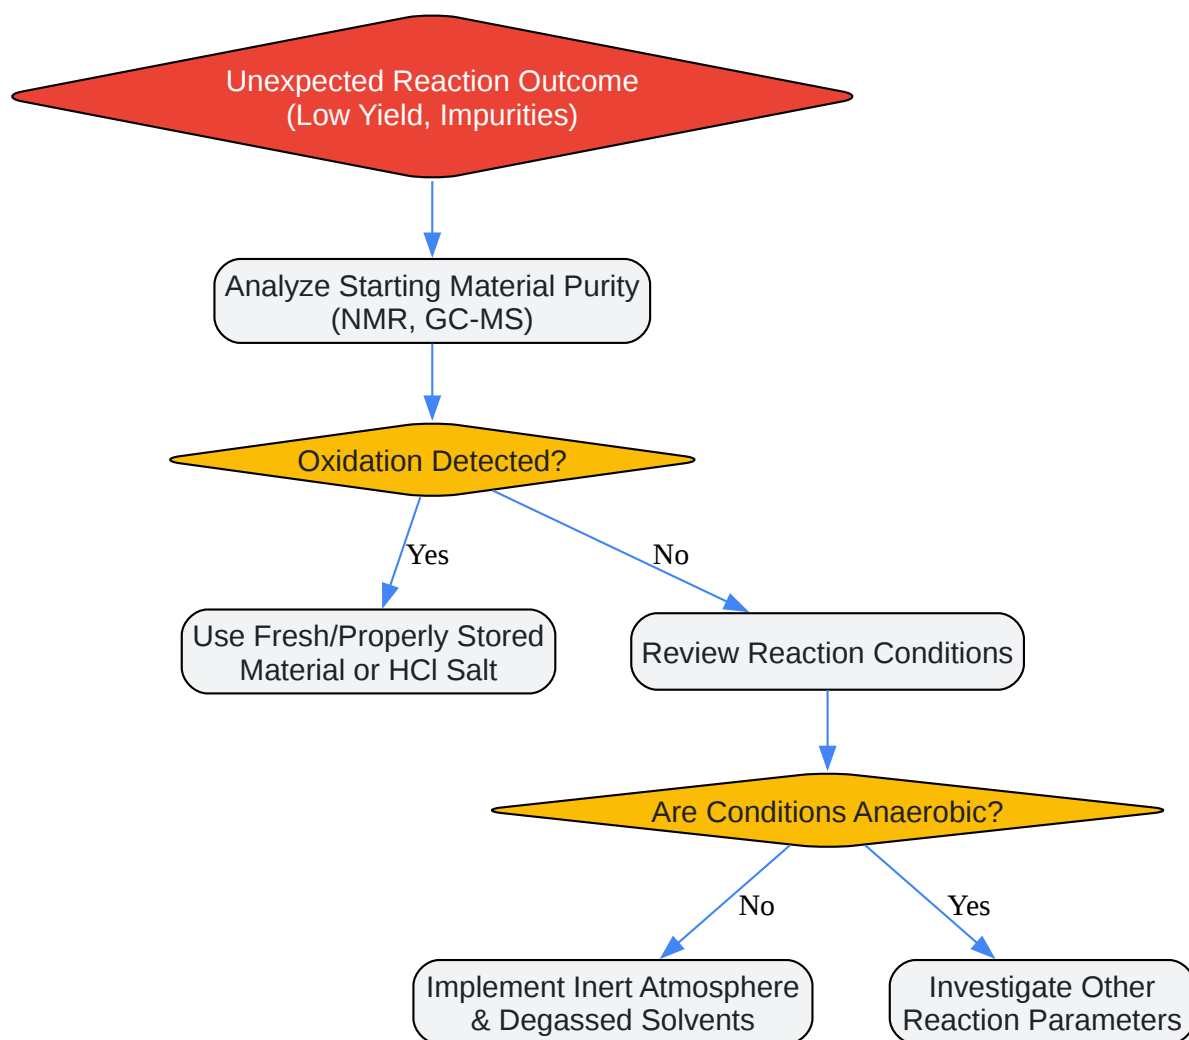 Unexpected Reaction Outcome
(Low Yield, Impurities)
Analyze Starting Material Purity
(NMR, GC-MS)
Oxidation Detected?
Yes
No
Use Fresh/Properly Stored
Material or HCl Salt
Review Reaction Conditions
Are Conditions Anaerobic?
No
Yes
Implement Inert Atmosphere
& Degassed Solvents
Investigate Other
Reaction Parameters